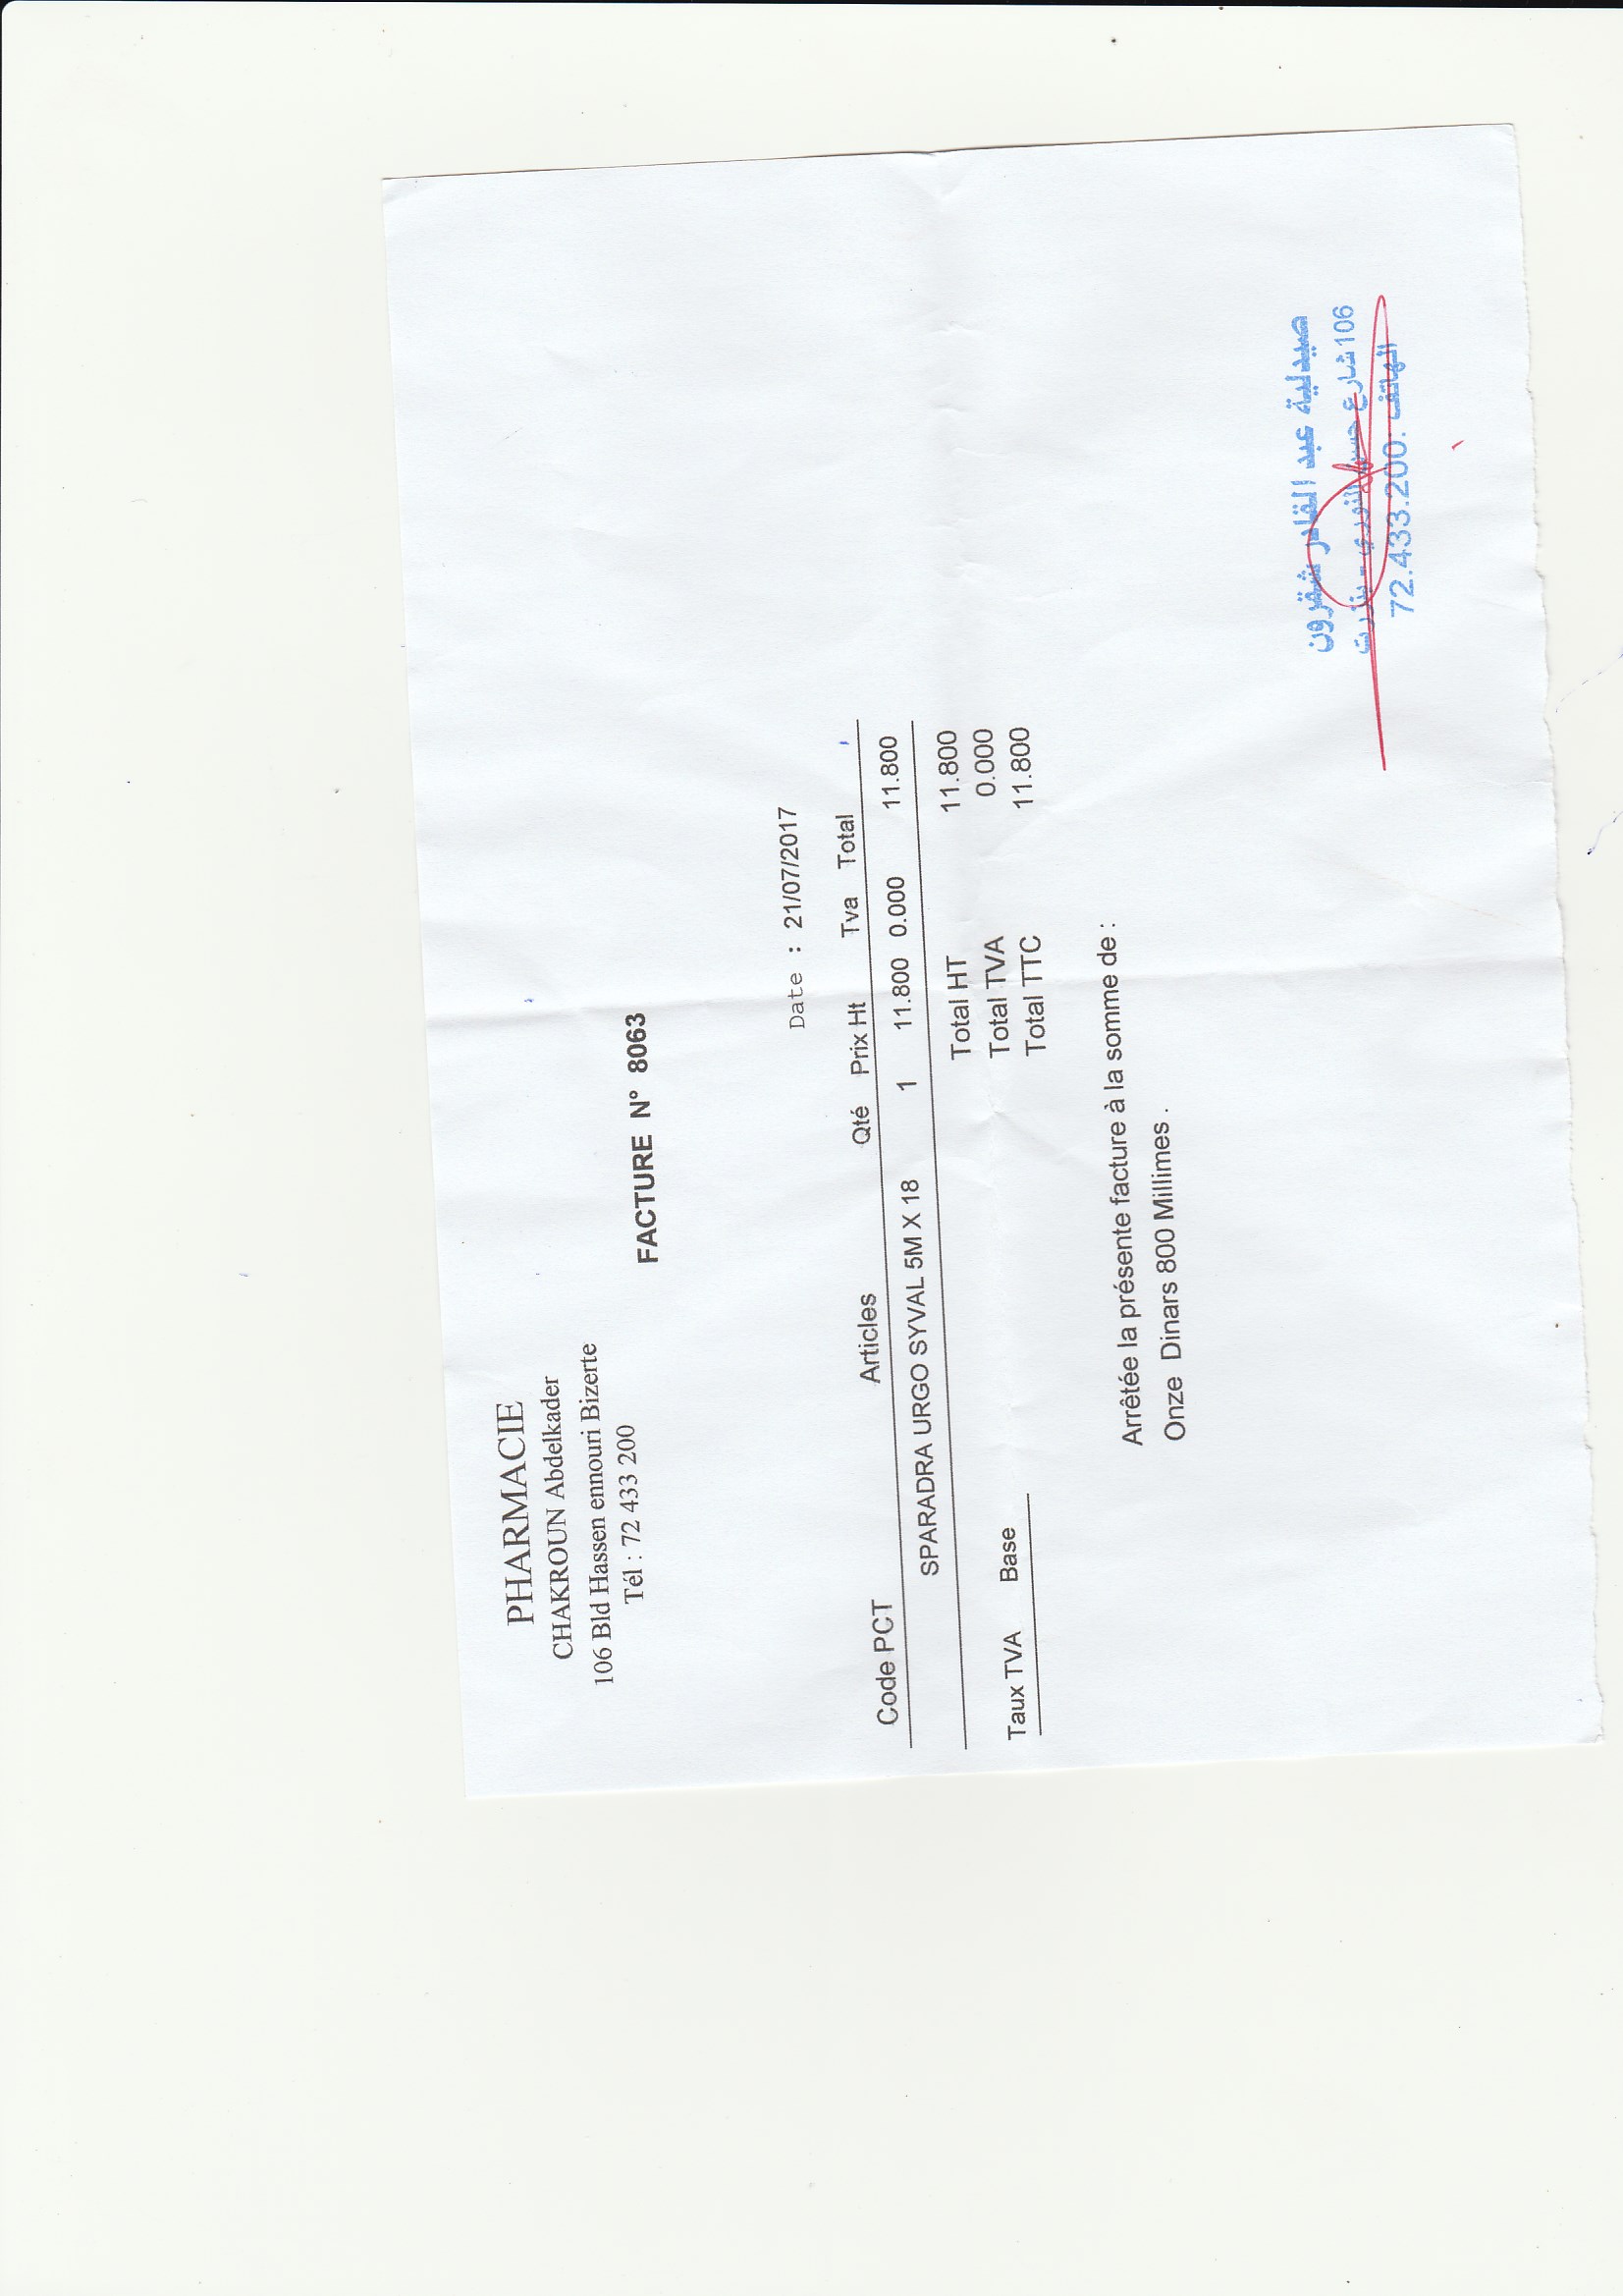 PHARMACIE
CHAKROUN Abdelkader
106 Bld Hassen ennouri Bizerte
Tél : 72 433 200
FACTURE N° 8063
Date : 21/07/2017
Code PCT Articles Qté Prix Ht Tva Total
SPARADRA URGO SYVAL 5M X 18 1 11.800 0.000 11.800
Total HT 11.800
Total TVA 0.000
Total TTC 11.800
Taux TVA Base
Arrêtée la présente facture à la somme de :
Onze Dinars 800 Millimes .
صيدلية عبد القادر شقرون
106 شارع حسن النوري - بنزرت
الهاتف : 72.433.200